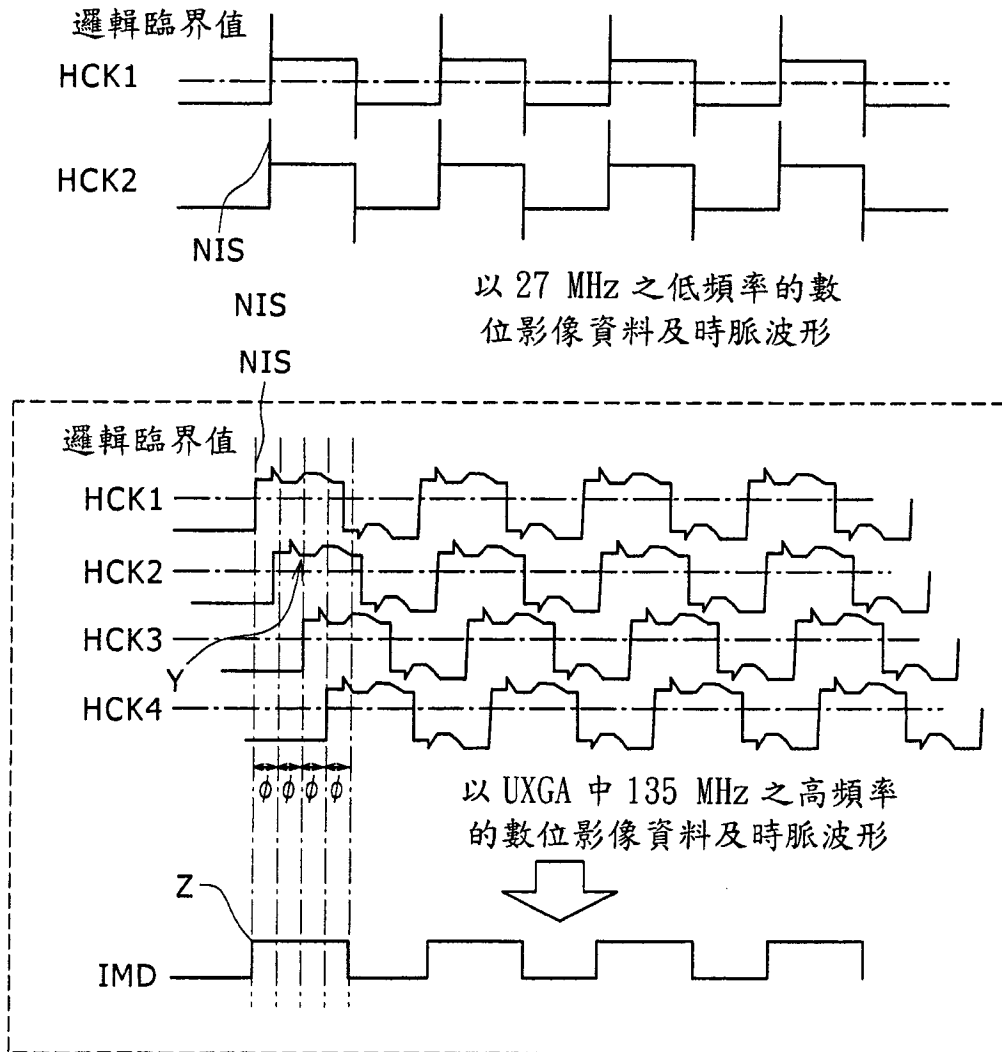 邏輯臨界值
HCK1
HCK2
NIS
以 27 MHz 之低頻率的數
位影像資料及時脈波形
NIS
NIS
邏輯臨界值
HCK1
HCK2
HCK3
Y
HCK4
ϕ ϕ ϕ ϕ
以 UXGA 中 135 MHz 之高頻率
的數位影像資料及時脈波形
Z
IMD